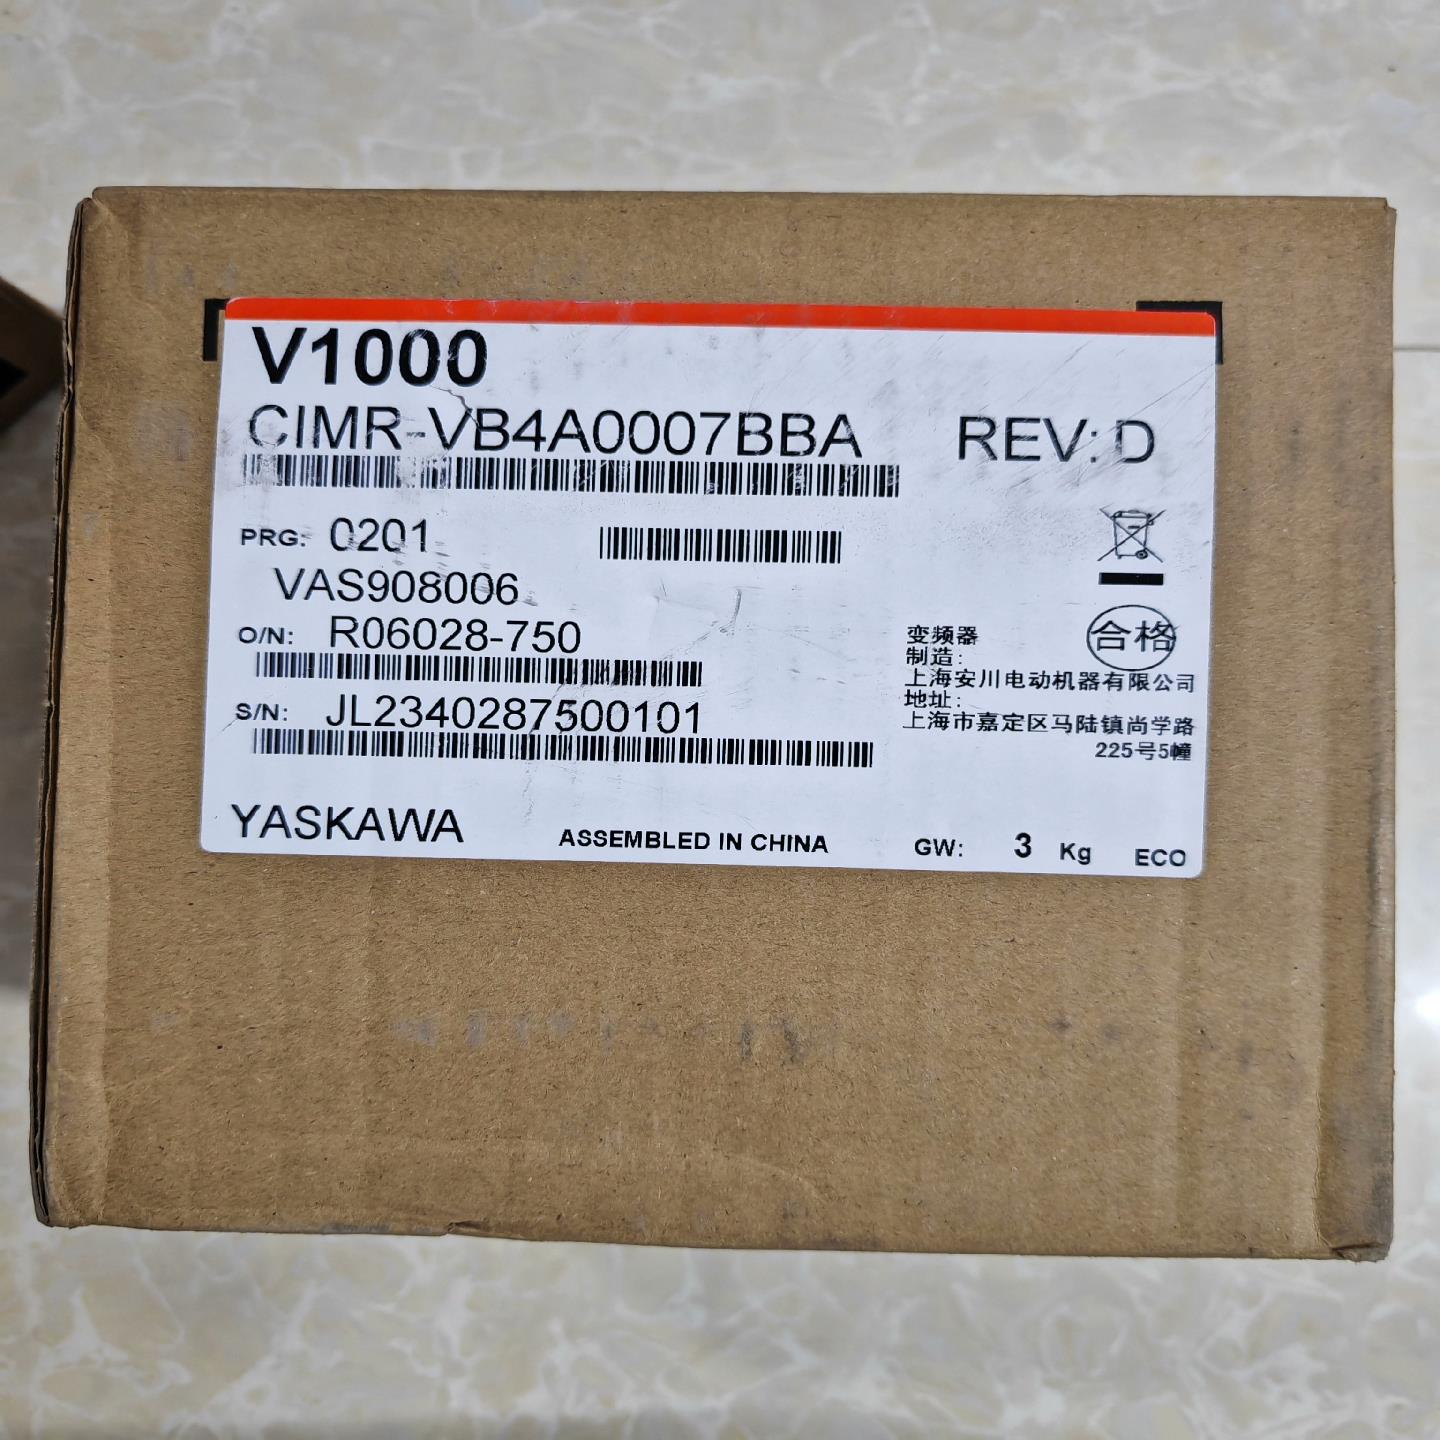 V1000
CIMR-VB4A0007BBA REV: D
PRG: 0201
VAS908006
O/N: R06028-750
S/N: JL2340287500101
合格
变频器
制造:
上海安川电动机器有限公司
地址:
上海市嘉定区马陆镇尚学路
225号5幢
YASKAWA ASSEMBLED IN CHINA GW: 3 Kg ECO